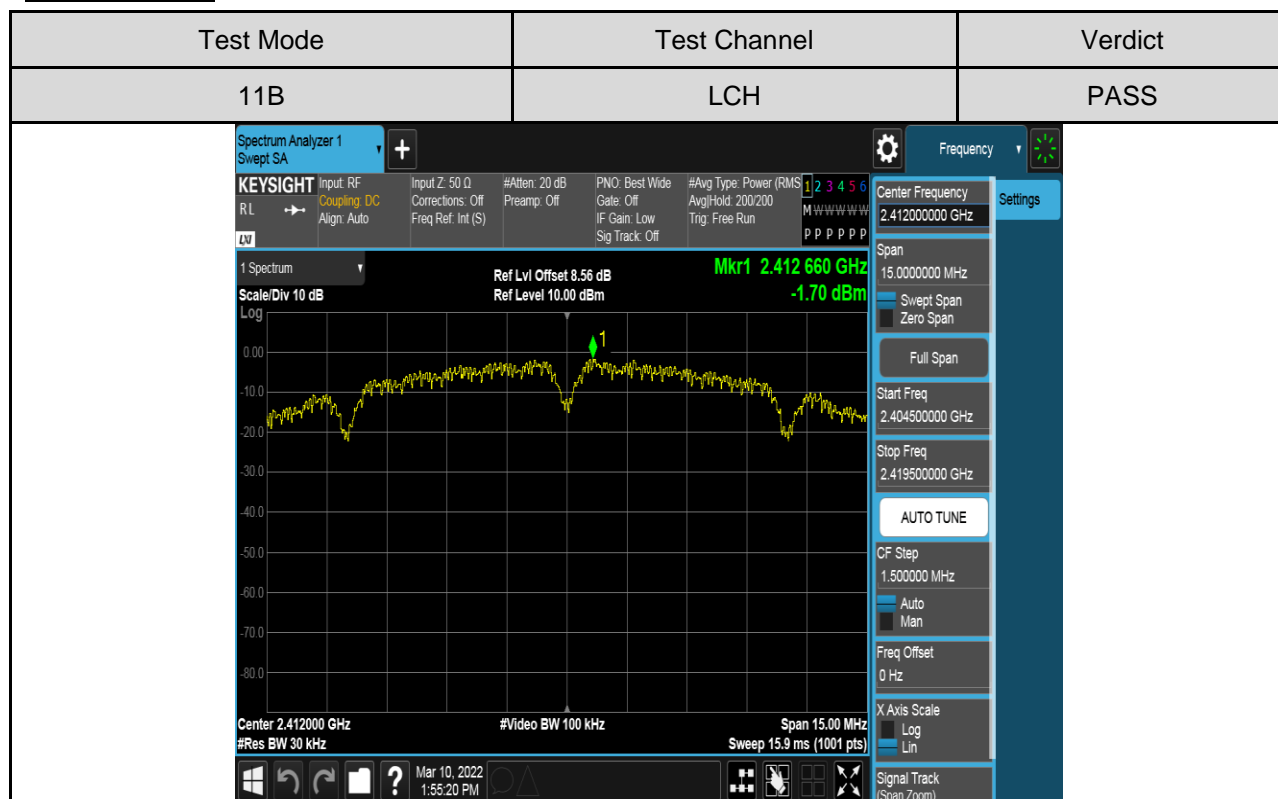 Test Mode Test Channel Verdict
11B LCH PASS
Spectrum Analyzer 1
Swept SA
+
Frequency
KEYSIGHT Input: RF Input Z: 50 Ω #Atten: 20 dB PNO: Best Wide #Avg Type: Power (RMS 1 2 3 4 5 6
RL Coupling: DC Corrections: Off Preamp: Off Gate: Off Avg|Hold: 200/200 M W W W W W
Align: Auto Freq Ref: Int (S) IF Gain: Low Trig: Free Run
LXI Sig Track: Off P P P P P P
1 Spectrum Ref Lvl Offset 8.56 dB Mkr1 2.412 660 GHz
Scale/Div 10 dB Ref Level 10.00 dBm -1.70 dBm
Log
1
0.00
-10.0
-20.0
-30.0
-40.0
-50.0
-60.0
-70.0
-80.0
Center 2.412000 GHz #Video BW 100 kHz Span 15.00 MHz
#Res BW 30 kHz Sweep 15.9 ms (1001 pts)
? Mar 10, 2022
1:55:20 PM
Center Frequency
2.412000000 GHz
Settings
Span
15.0000000 MHz
Swept Span
Zero Span
Full Span
Start Freq
2.404500000 GHz
Stop Freq
2.419500000 GHz
AUTO TUNE
CF Step
1.500000 MHz
Auto
Man
Freq Offset
0 Hz
X Axis Scale
Log
Lin
Signal Track
(Span Zoom)